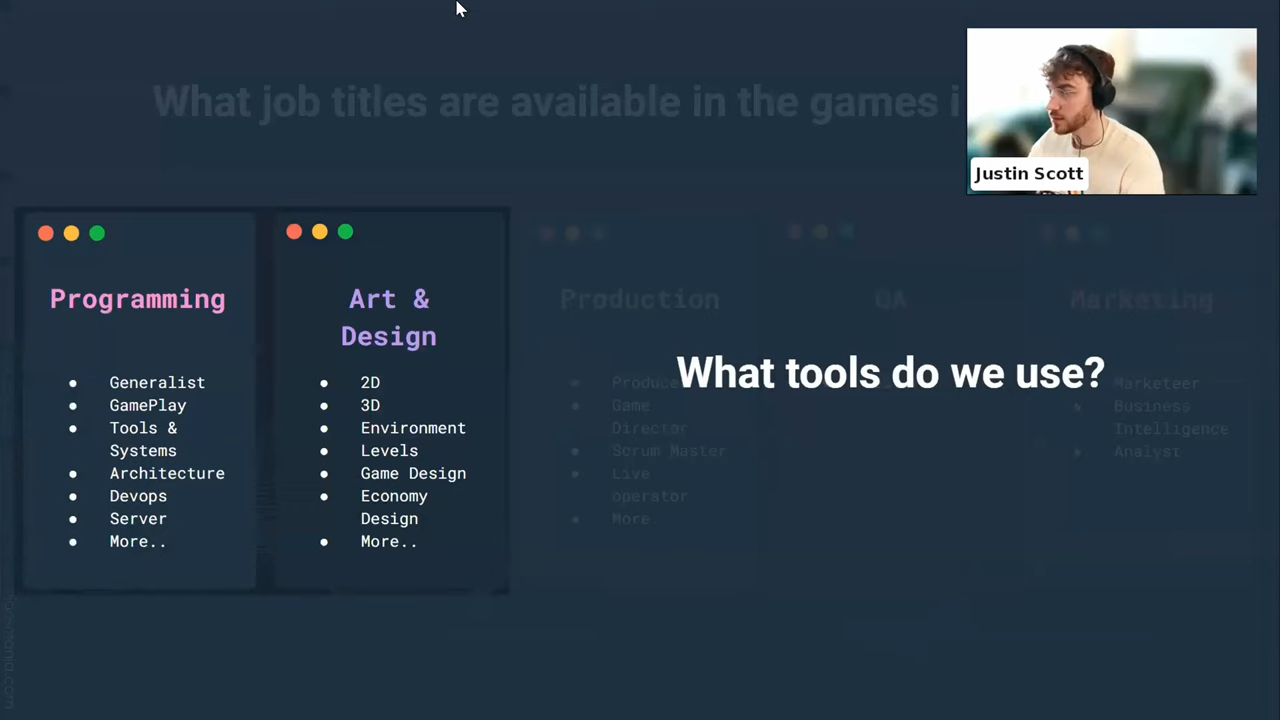 What job titles are available in the games i
Justin Scott
Programming
Generalist
GamePlay
Tools &
Systems
Architecture
Devops
Server
More..
Art &
Design
2D
3D
Environment
Levels
Game Design
Economy
Design
More..
Production
Produce
Game
Director
Scrum Master
Live
operator
More
QA
Marketing
Marketeer
Business
Intelligence
Analyst
What tools do we use?